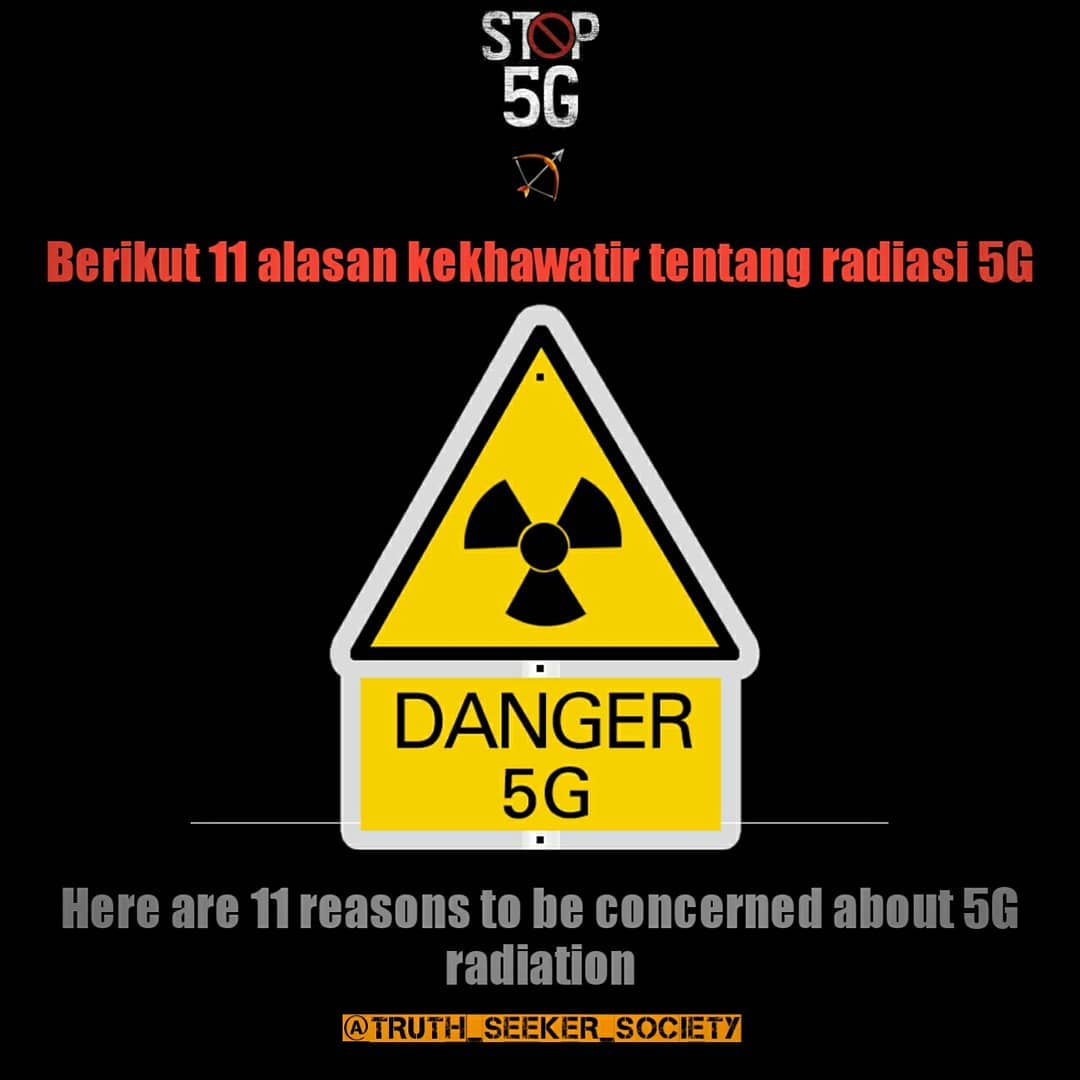 STOP
5G
Berikut 11 alasan kekhawatir tentang radiasi 5G
DANGER
5G
Here are 11 reasons to be concerned about 5G
radiation
@TRUTH_SEEKER_SOCIETY